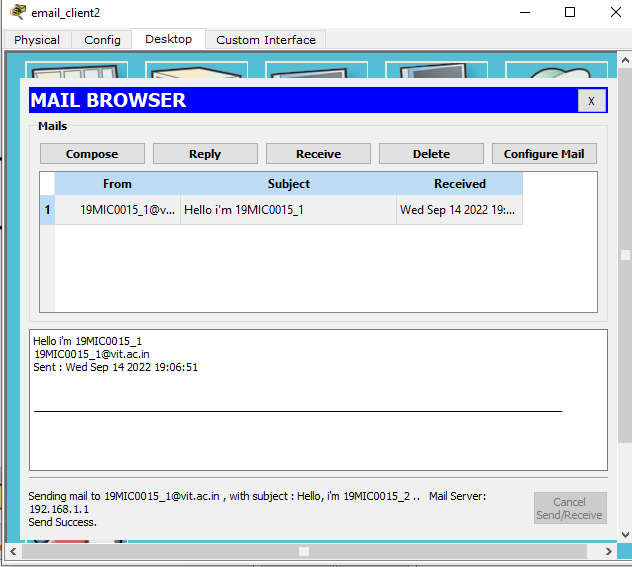 email_client2
Physical Config Desktop Custom Interface
MAIL BROWSER
X
Mails
Compose Reply Receive Delete Configure Mail
From Subject Received
1 19MIC0015_1@v... Hello i'm 19MIC0015_1 Wed Sep 14 2022 19:...
Hello i'm 19MIC0015_1
19MIC0015_1@vit.ac.in
Sent : Wed Sep 14 2022 19:06:51
Sending mail to 19MIC0015_1@vit.ac.in , with subject : Hello, i'm 19MIC0015_2 .. Mail Server:
192.168.1.1
Send Success.
Cancel
Send/Receive